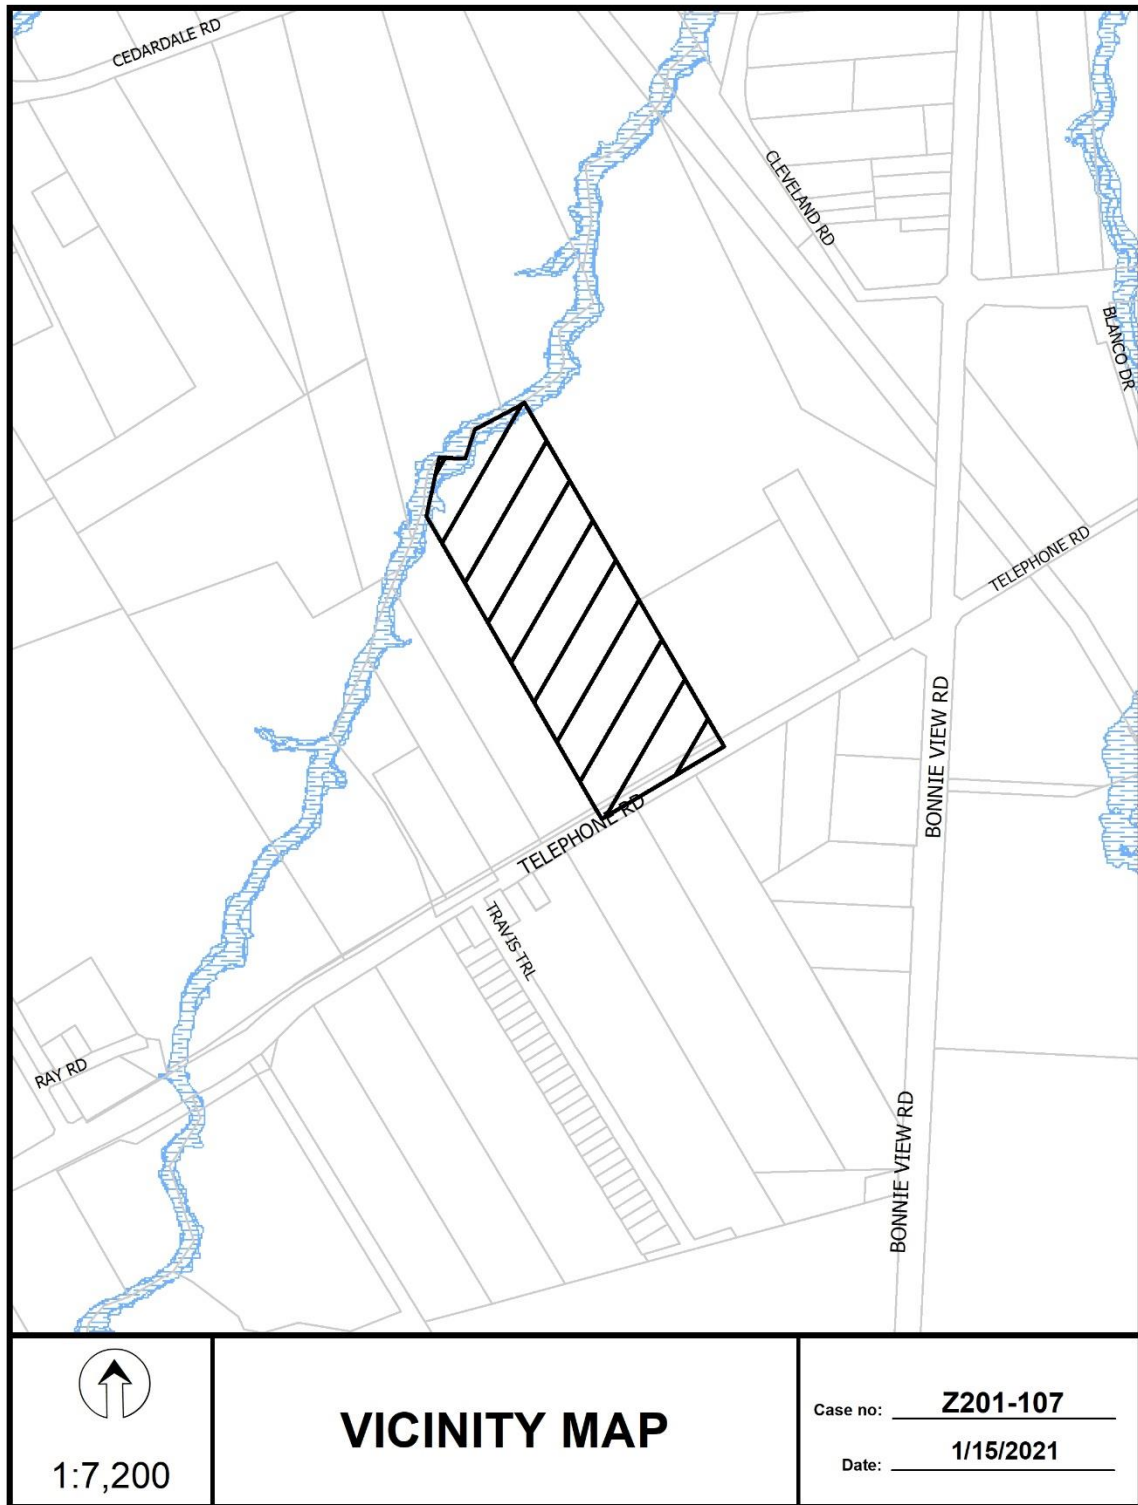 CEDARDALE RD
CLEVELAND RD
BLANCO DR
TELEPHONE RD
BONNIE VIEW RD
TELEPHONE RD
TRAVIS TRL
RAY RD
BONNIE VIEW RD
1:7,200
VICINITY MAP
Case no: Z201-107
Date: 1/15/2021